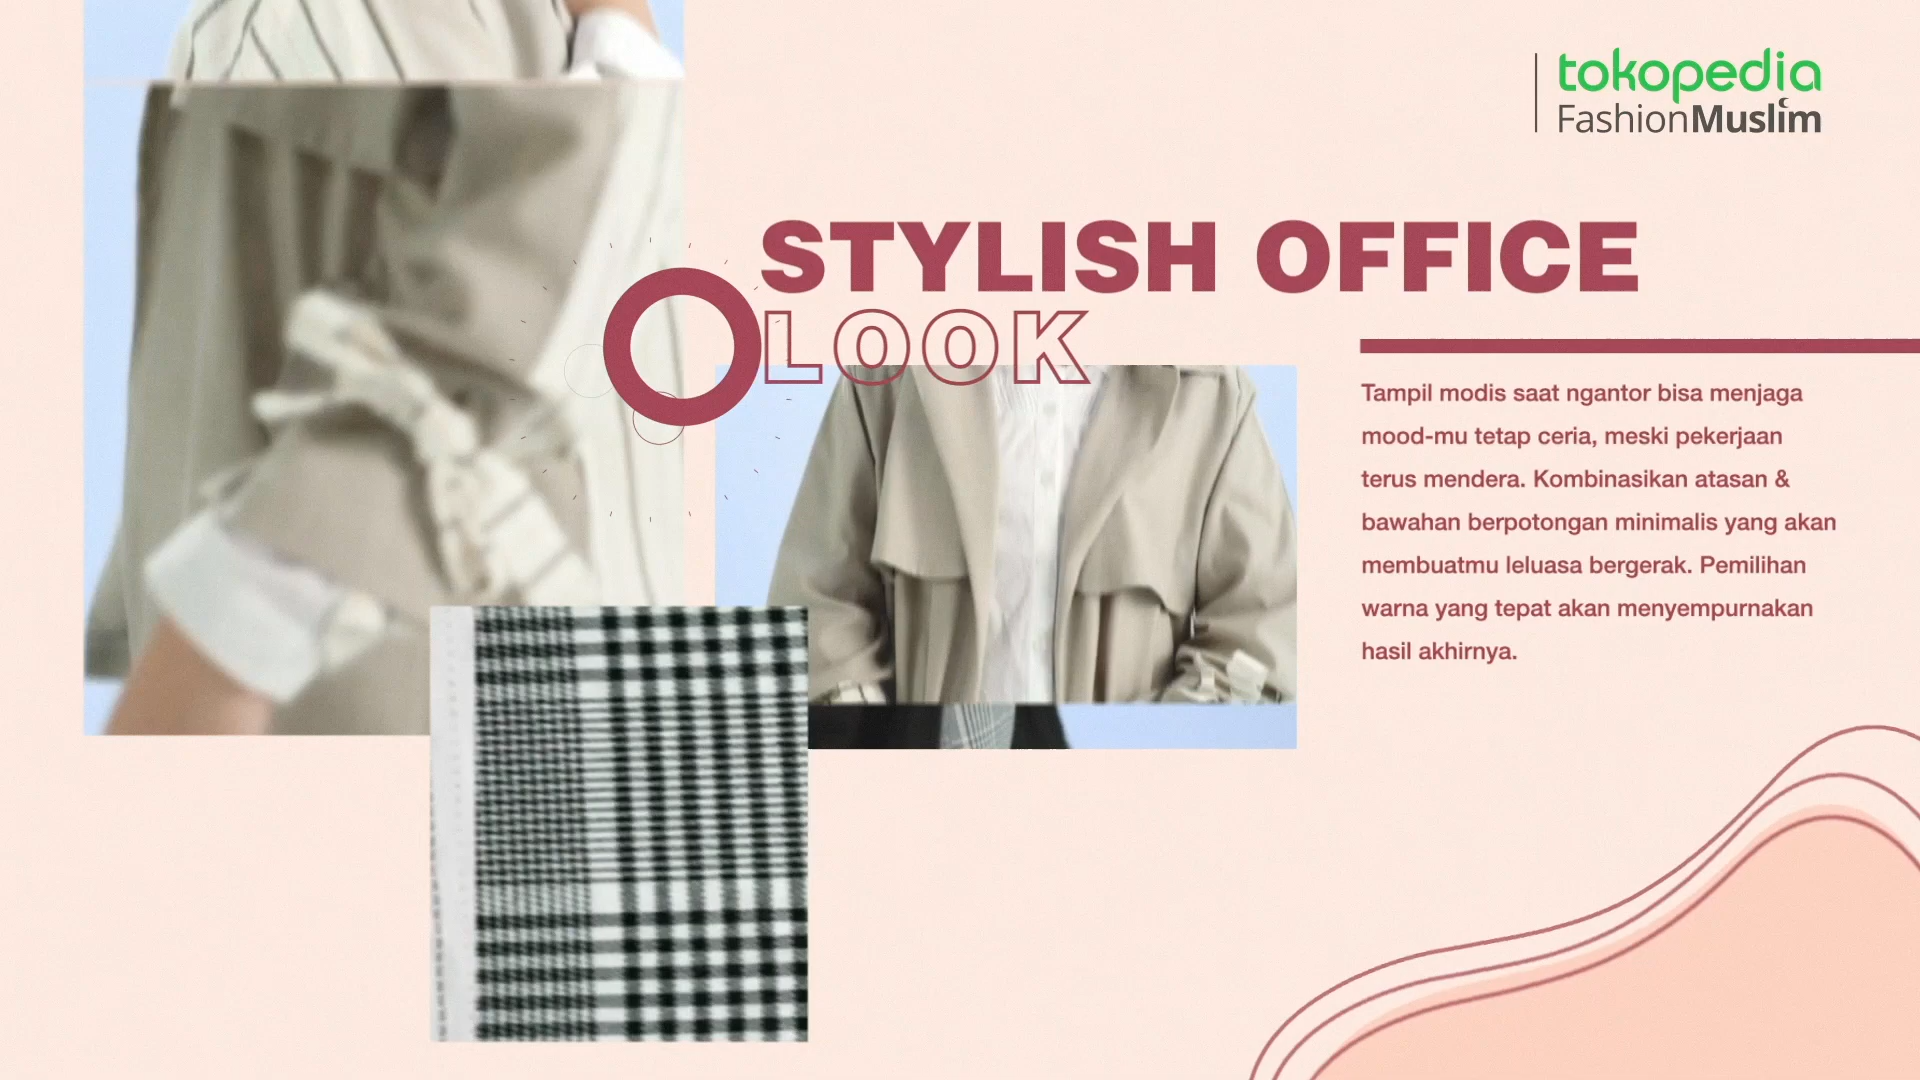 tokopedia
FashionMuslim
STYLISH OFFICE
LOOK
Tampil modis saat ngantor bisa menjaga
mood-mu tetap ceria, meski pekerjaan
terus mendera. Kombinasikan atasan &
bawahan berpotongan minimalis yang akan
membuatmu leluasa bergerak. Pemilihan
warna yang tepat akan menyempurnakan
hasil akhirnya.